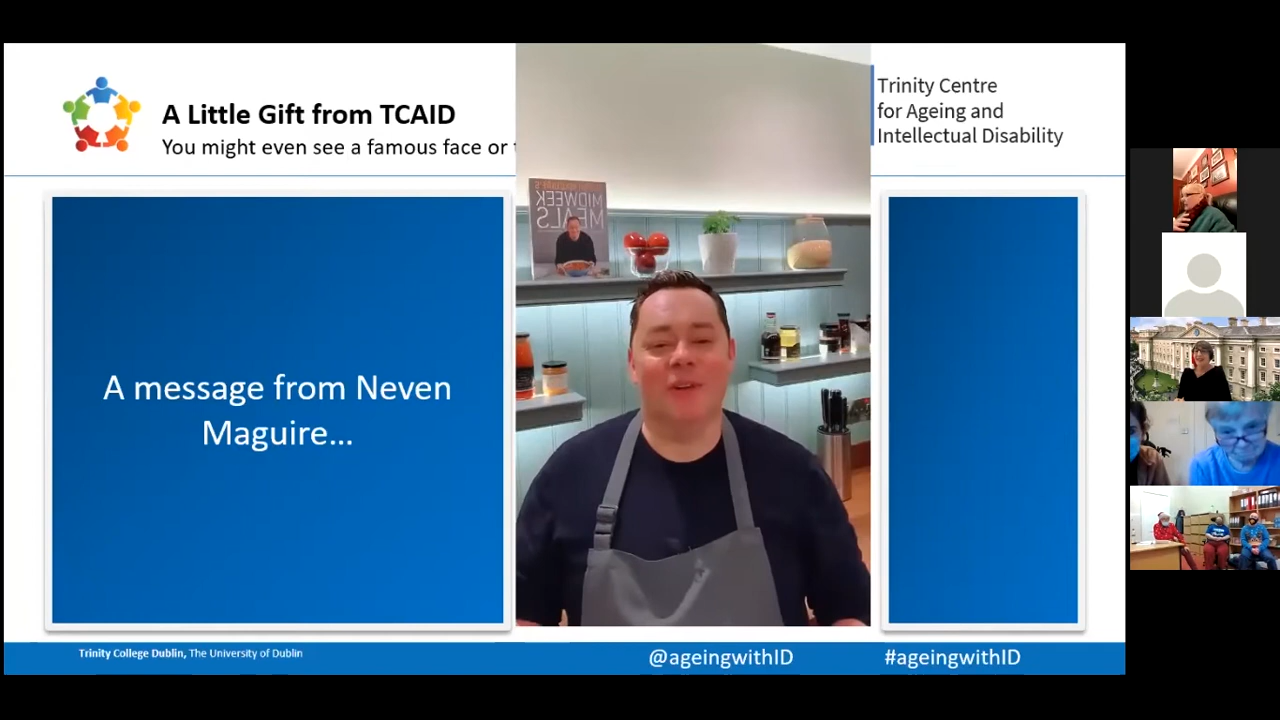 A Little Gift from TCAID
You might even see a famous face or
Trinity Centre
for Ageing and
Intellectual Disability
MIDWEEK
MEALS
A message from Neven
Maguire...
Trinity College Dublin, The University of Dublin
@ageingwithID
#ageingwithID